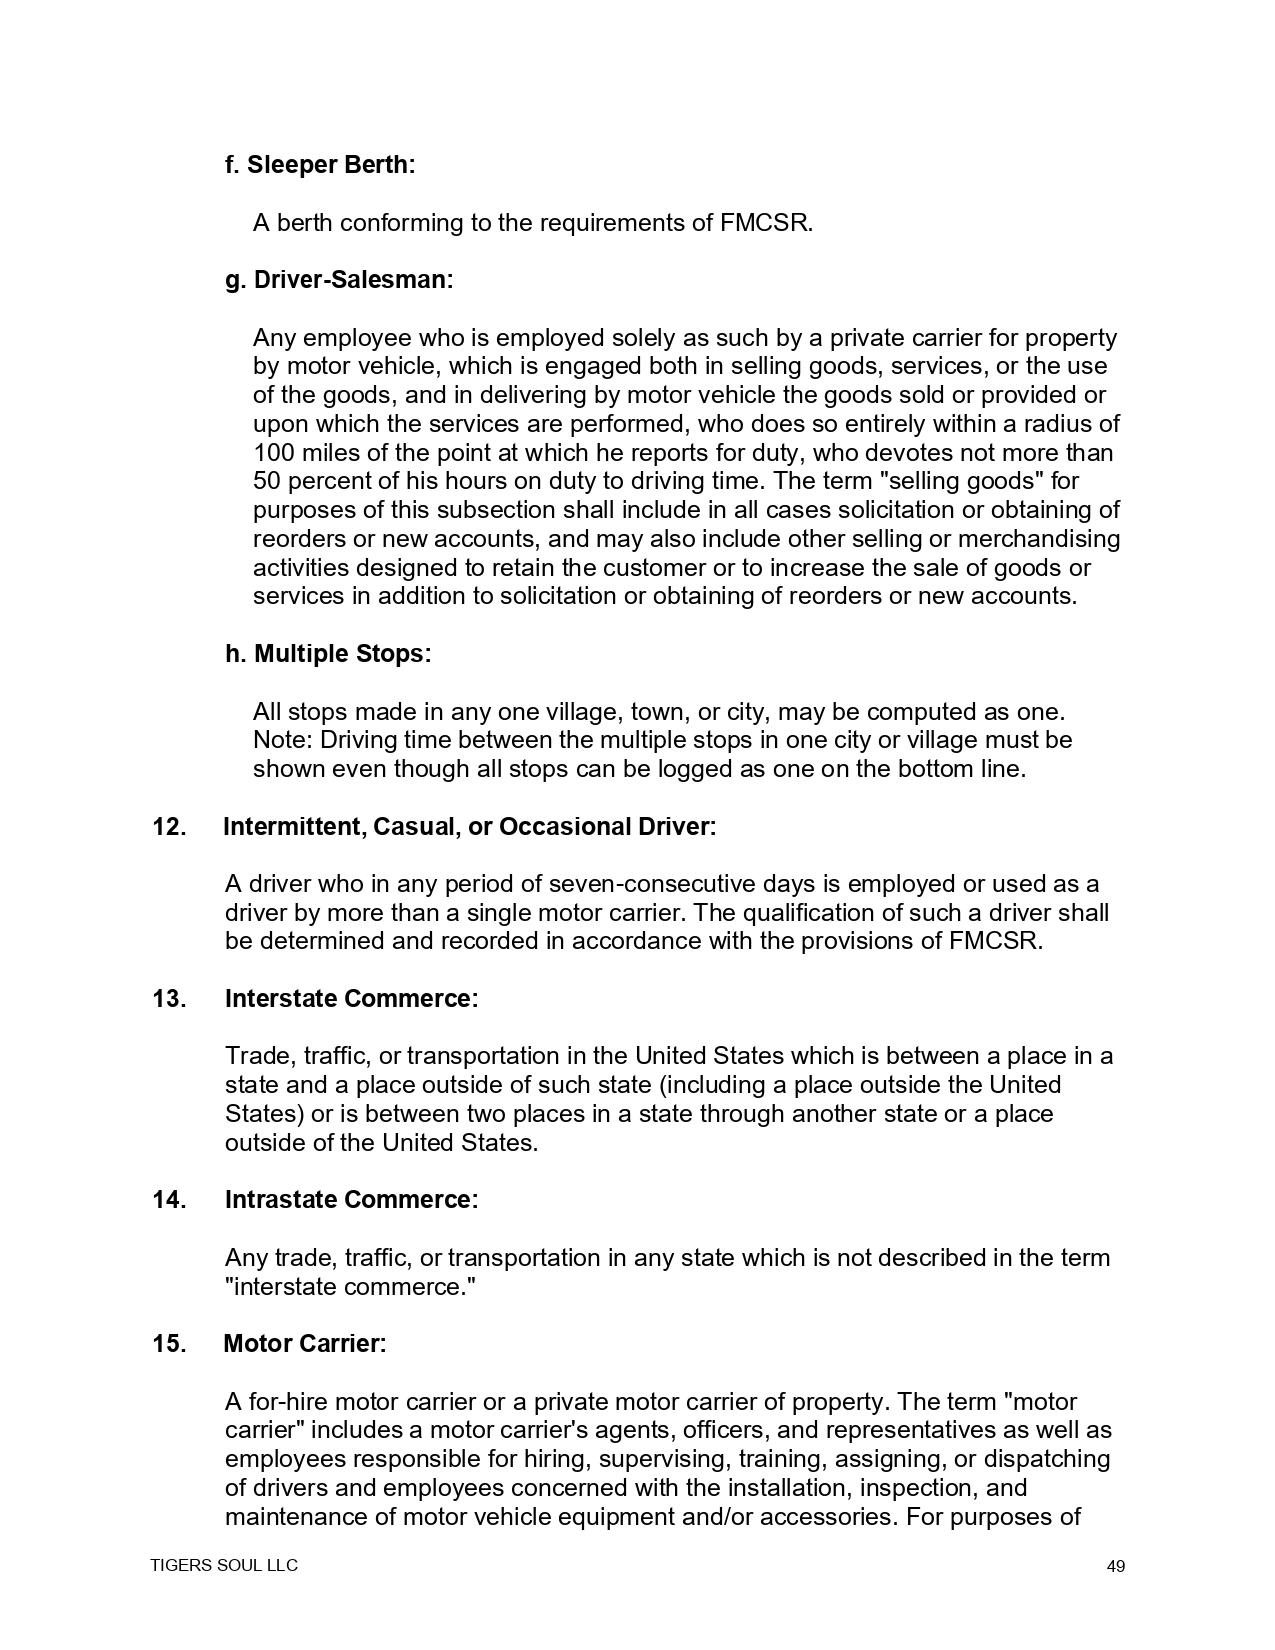 f. Sleeper Berth:
A berth conforming to the requirements of FMCSR.
g. Driver-Salesman:
Any employee who is employed solely as such by a private carrier for property
by motor vehicle, which is engaged both in selling goods, services, or the use
of the goods, and in delivering by motor vehicle the goods sold or provided or
upon which the services are performed, who does so entirely within a radius of
100 miles of the point at which he reports for duty, who devotes not more than
50 percent of his hours on duty to driving time. The term "selling goods" for
purposes of this subsection shall include in all cases solicitation or obtaining of
reorders or new accounts, and may also include other selling or merchandising
activities designed to retain the customer or to increase the sale of goods or
services in addition to solicitation or obtaining of reorders or new accounts.
h. Multiple Stops:
All stops made in any one village, town, or city, may be computed as one.
Note: Driving time between the multiple stops in one city or village must be
shown even though all stops can be logged as one on the bottom line.
12. Intermittent, Casual, or Occasional Driver:
A driver who in any period of seven-consecutive days is employed or used as a
driver by more than a single motor carrier. The qualification of such a driver shall
be determined and recorded in accordance with the provisions of FMCSR.
13. Interstate Commerce:
Trade, traffic, or transportation in the United States which is between a place in a
state and a place outside of such state (including a place outside the United
States) or is between two places in a state through another state or a place
outside of the United States.
14. Intrastate Commerce:
Any trade, traffic, or transportation in any state which is not described in the term
"interstate commerce."
15. Motor Carrier:
A for-hire motor carrier or a private motor carrier of property. The term "motor
carrier" includes a motor carrier's agents, officers, and representatives as well as
employees responsible for hiring, supervising, training, assigning, or dispatching
of drivers and employees concerned with the installation, inspection, and
maintenance of motor vehicle equipment and/or accessories. For purposes of
TIGERS SOUL LLC 49